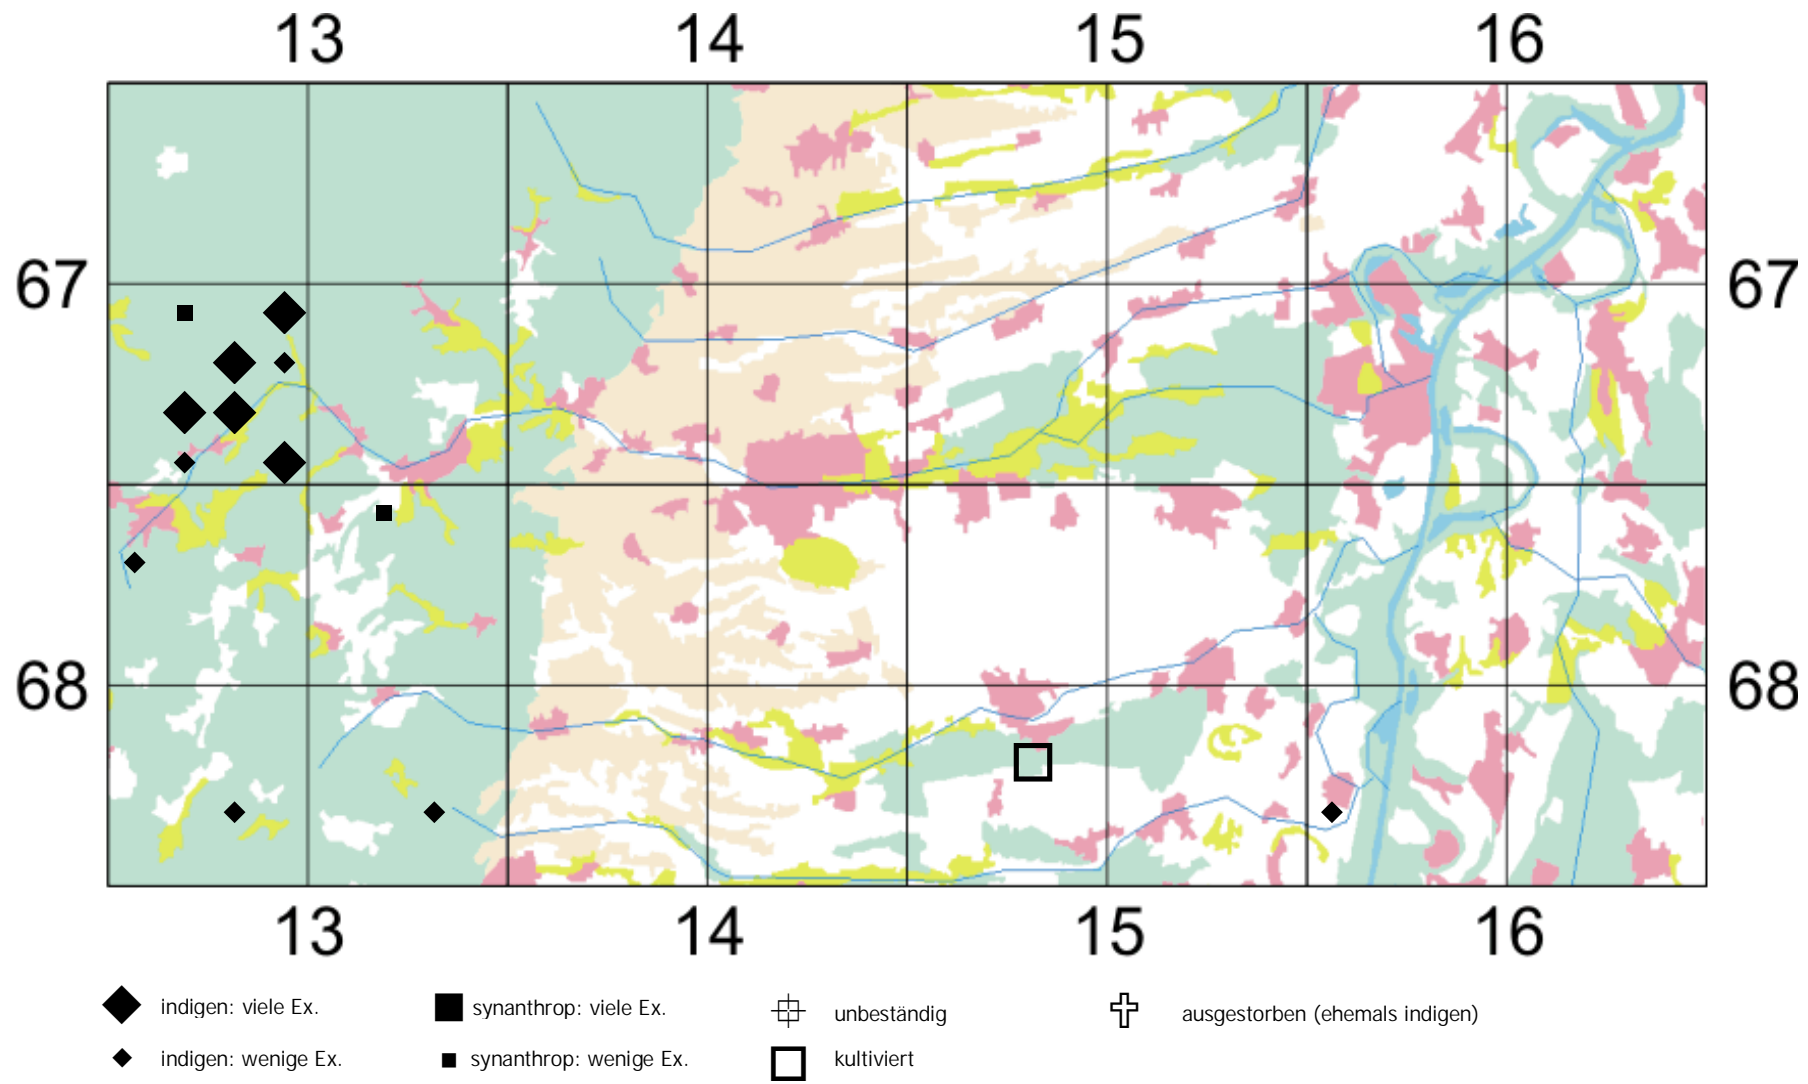 13 14 15 16
67 67
68 68
13 14 15 16
indigen: viele Ex. synanthrop: viele Ex. unbeständig ausgestorben (ehemals indigen)
indigen: wenige Ex. synanthrop: wenige Ex. kultiviert